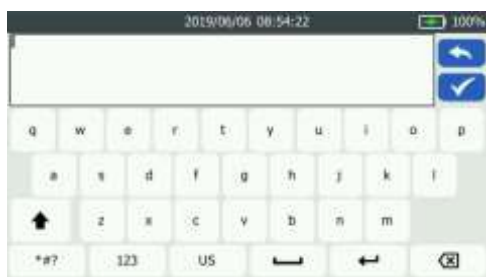 2019/06/06 08:54:22 100%
q w e r t y u i o p
a s d f g h j k l
z x c v b n m
*#? 123 US